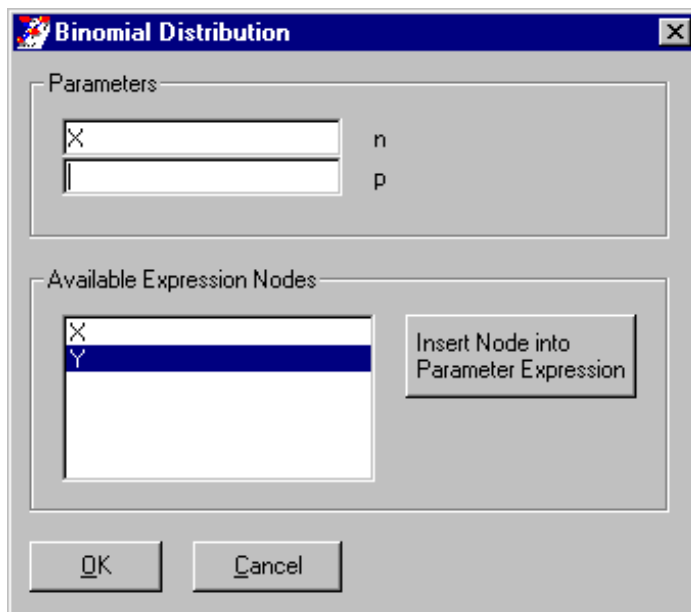 Binomial Distribution
Parameters
X n
p
Available Expression Nodes
X
Y
Insert Node into
Parameter Expression
OK Cancel